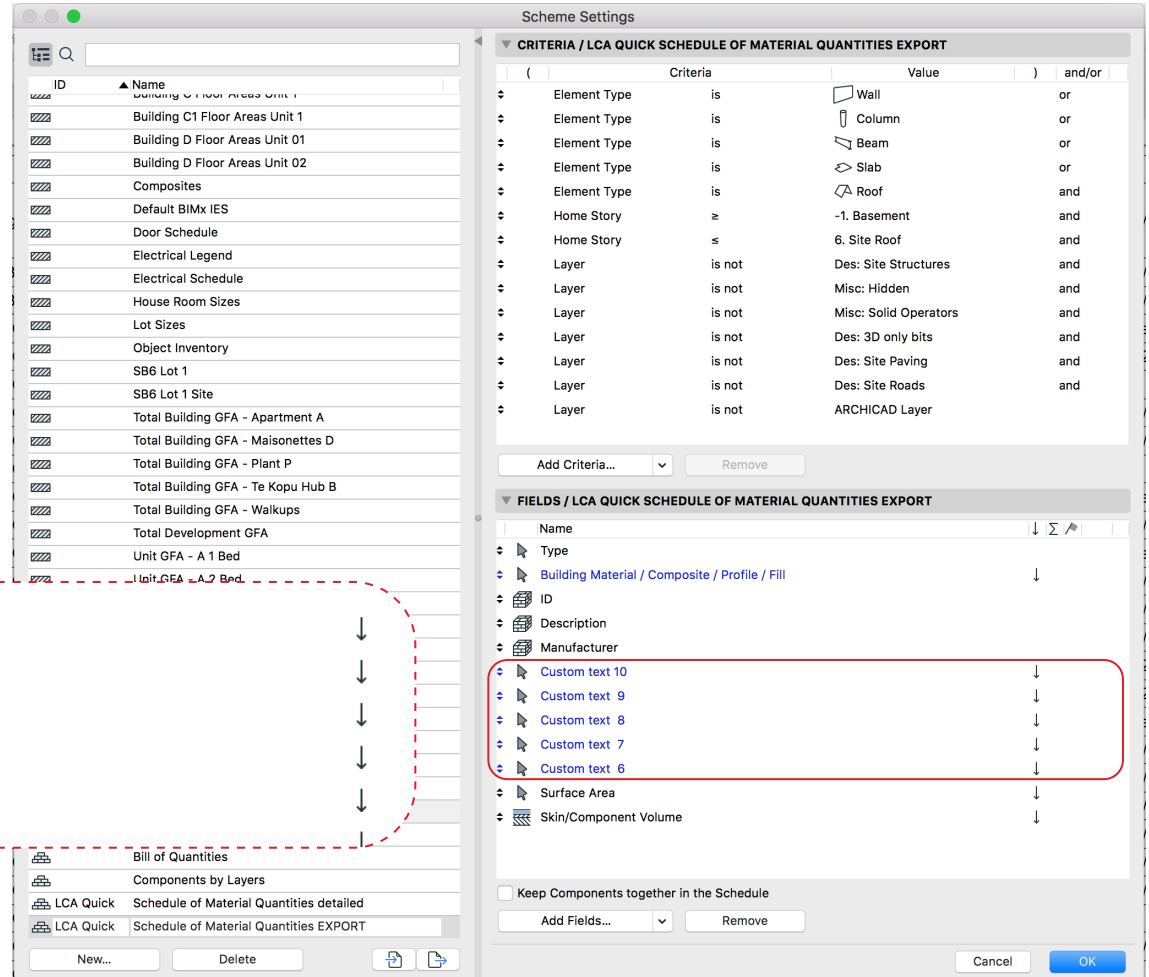 Scheme Settings
ID Name
Building C1 Floor Areas Unit 1
Building D Floor Areas Unit 01
Building D Floor Areas Unit 02
Composites
Default BIMx IES
Door Schedule
Electrical Legend
Electrical Schedule
House Room Sizes
Lot Sizes
Object Inventory
SB6 Lot 1
SB6 Lot 1 Site
Total Building GFA - Apartment A
Total Building GFA - Maisonettes D
Total Building GFA - Plant P
Total Building GFA - Te Kopu Hub B
Total Building GFA - Walkups
Total Development GFA
Unit GFA - A 1 Bed
Unit GFA - A 2 Bed
Bill of Quantities
Components by Layers
LCA Quick Schedule of Material Quantities detailed
LCA Quick Schedule of Material Quantities EXPORT
New... Delete
CRITERIA / LCA QUICK SCHEDULE OF MATERIAL QUANTITIES EXPORT
( Criteria Value ) and/or
Element Type is Wall or
Element Type is Column or
Element Type is Beam or
Element Type is Slab or
Element Type is Roof and
Home Story ≥ -1. Basement and
Home Story ≤ 6. Site Roof and
Layer is not Des: Site Structures and
Layer is not Misc: Hidden and
Layer is not Misc: Solid Operators and
Layer is not Des: 3D only bits and
Layer is not Des: Site Paving and
Layer is not Des: Site Roads and
Layer is not ARCHICAD Layer
Add Criteria... Remove
FIELDS / LCA QUICK SCHEDULE OF MATERIAL QUANTITIES EXPORT
Name ↓ Σ
Type
Building Material / Composite / Profile / Fill ↓
ID
Description
Manufacturer
Custom text 10 ↓
Custom text 9 ↓
Custom text 8 ↓
Custom text 7 ↓
Custom text 6 ↓
Surface Area ↓
Skin/Component Volume ↓
Keep Components together in the Schedule
Add Fields... Remove
Cancel OK